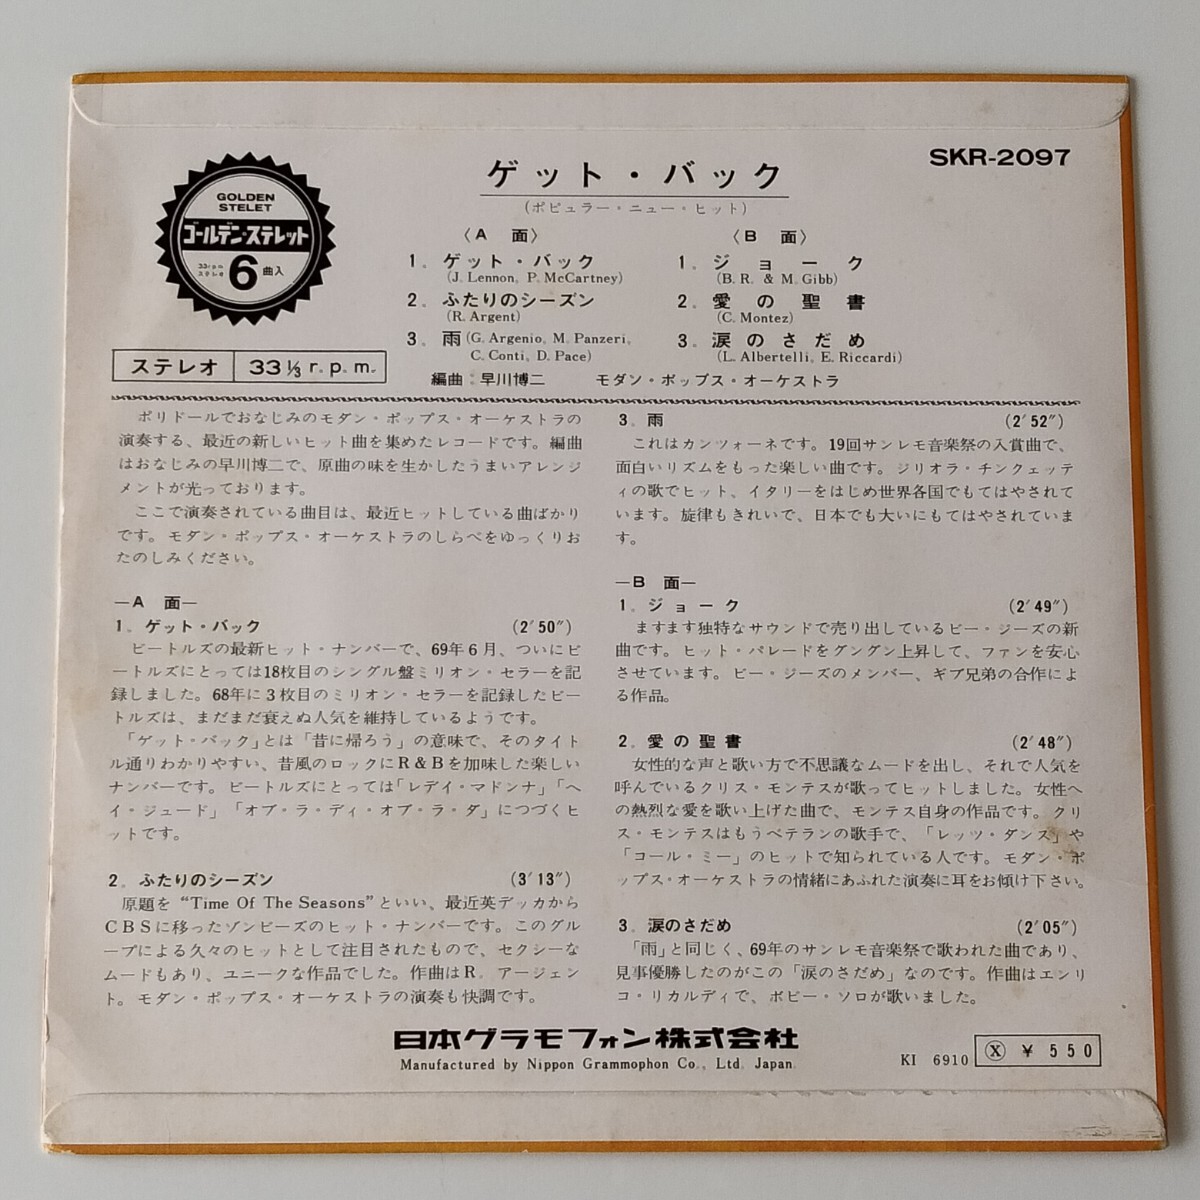 SKR-2097
GOLDEN
STELET
ゴールデン・ステレット
33rpm
ステレオ
6曲入
ステレオ 33⅓ r.p.m.
ゲット・バック
(ポピュラー・ニュー・ヒット)
〈A 面〉
1. ゲット・バック
(J. Lennon, P. McCartney)
2. ふたりのシーズン
(R. Argent)
3. 雨(G. Argenio, M. Panzeri,
C. Conti, D. Pace)
〈B 面〉
1. ジョーク
(B. R. & M. Gibb)
2. 愛の聖書
(C. Montez)
3. 涙のさだめ
(L. Albertelli, E. Riccardi)
編曲:早川博二 モダン・ポップス・オーケストラ
ポリドールでおなじみのモダン・ポップス・オーケストラの
演奏する、最近の新しいヒット曲を集めたレコードです。編曲
はおなじみの早川博二で、原曲の味を生かしたうまいアレンジ
メントが光っております。
ここで演奏されている曲目は、最近ヒットしている曲ばかり
です。モダン・ポップス・オーケストラのしらべをゆっくりお
たのしみください。
—A 面—
1. ゲット・バック (2′50″)
ビートルズの最新ヒット・ナンバーで、69年6月、ついにビ
ートルズにとっては18枚目のシングル盤ミリオン・セラーを記
録しました。68年に3枚目のミリオン・セラーを記録したビー
トルズは、まだまだ衰えぬ人気を維持しているようです。
「ゲット・バック」とは「昔に帰ろう」の意味で、そのタイト
ル通りわかりやすい、昔風のロックにR&Bを加味した楽しい
ナンバーです。ビートルズにとっては「レデイ・マドンナ」「ヘ
イ・ジュード」「オブ・ラ・ディ・オブ・ラ・ダ」につづくヒ
ットです。
2. ふたりのシーズン (3′13″)
原題を“Time Of The Seasons”といい、最近英デッカから
CBSに移ったゾンビーズのヒット・ナンバーです。このグル
ープによる久々のヒットとして注目されたもので、セクシーな
ムードもあり、ユニークな作品でした。作曲はR. アージェン
ト。モダン・ポップス・オーケストラの演奏も快調です。
3. 雨 (2′52″)
これはカンツォーネです。19回サンレモ音楽祭の入賞曲で、
面白いリズムをもった楽しい曲です。ジリオラ・チンクェッテ
ィの歌でヒット、イタリーをはじめ世界各国でもてはやされて
います。旋律もきれいで、日本でも大いにもてはやされていま
す。
—B 面—
1. ジョーク (2′49″)
ますます独特なサウンドで売り出しているビー・ジーズの新
曲です。ヒット・パレードをグングン上昇して、ファンを安心
させています。ビー・ジーズのメンバー、ギブ兄弟の合作によ
る作品。
2. 愛の聖書 (2′48″)
女性的な声と歌い方で不思議なムードを出し、それで人気を
呼んでいるクリス・モンテスが歌ってヒットしました。女性へ
の熱烈な愛を歌い上げた曲で、モンテス自身の作品です。クリ
ス・モンテスはもうベテランの歌手で、「レッツ・ダンス」や
「コール・ミー」のヒットで知られている人です。モダン・ポ
ップス・オーケストラの情緒にあふれた演奏に耳をお傾け下さい。
3. 涙のさだめ (2′05″)
「雨」と同じく、69年のサンレモ音楽祭で歌われた曲であり、
見事優勝したのがこの「涙のさだめ」なのです。作曲はエンリ
コ・リカルディで、ボビー・ソロが歌いました。
日本グラモフォン株式会社
Manufactured by Nippon Grammophon Co., Ltd. Japan.
KI 6910 Ⓧ ¥550